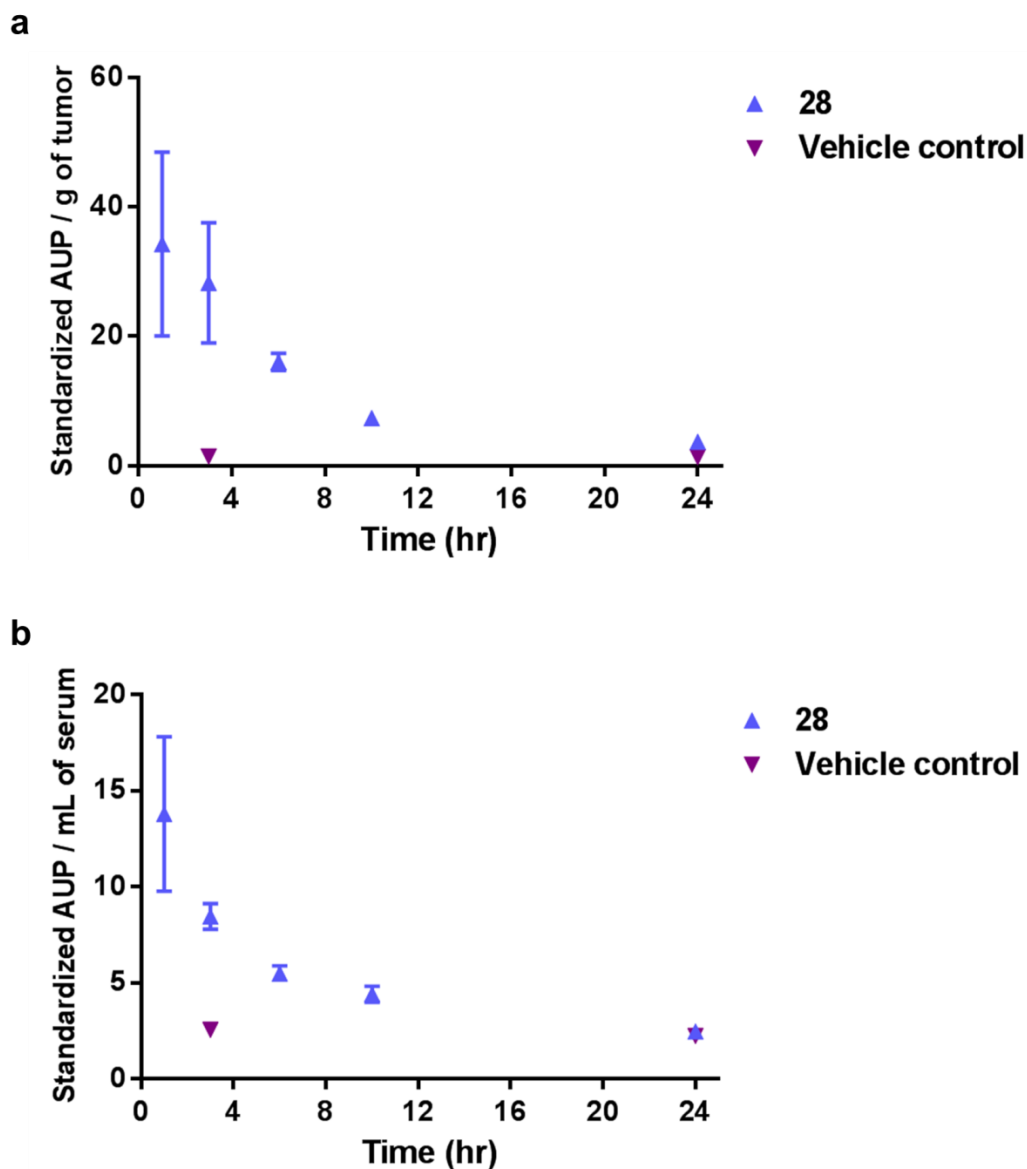 a
Standardized AUP / g of tumor
60
40
20
0
0 4 8 12 16 20 24
Time (hr)
28
Vehicle control
b
Standardized AUP / mL of serum
20
15
10
5
0
0 4 8 12 16 20 24
Time (hr)
28
Vehicle control